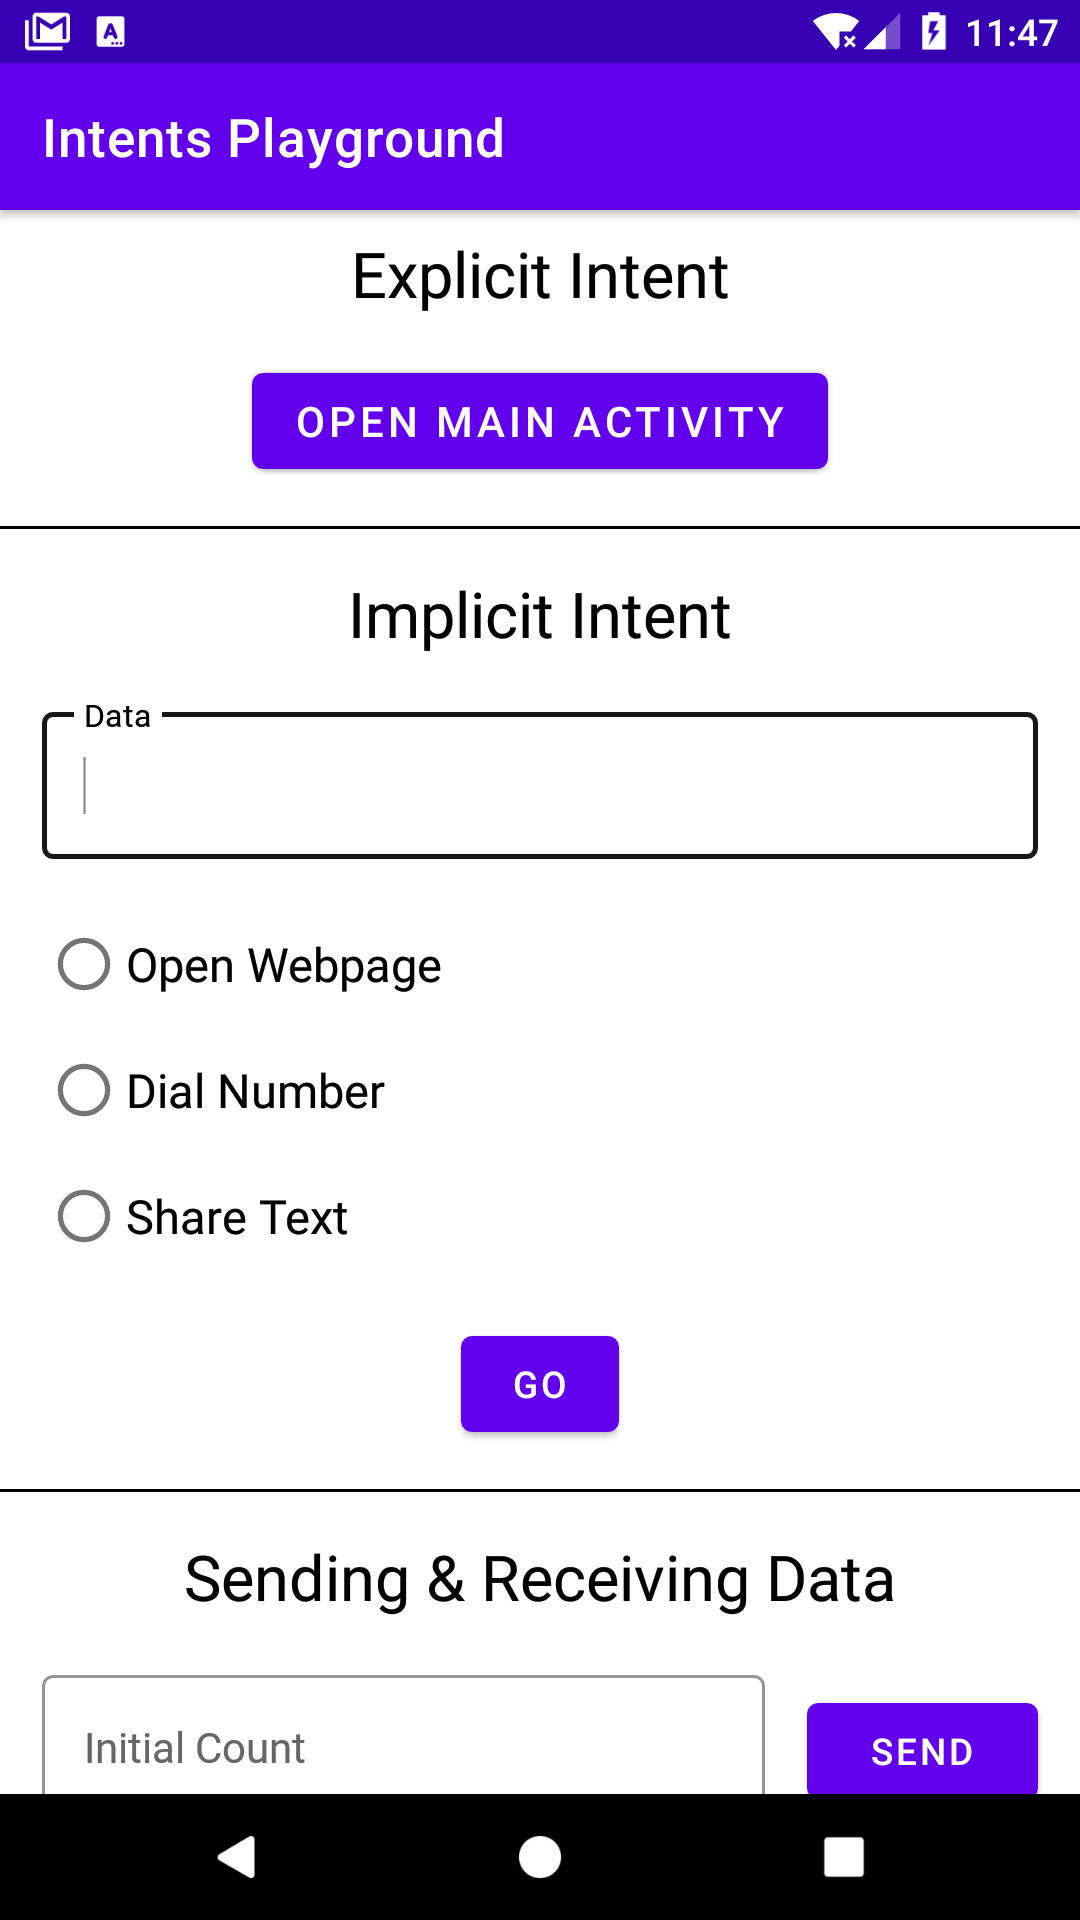 11:47
Intents Playground
Explicit Intent
OPEN MAIN ACTIVITY
Implicit Intent
Data
Open Webpage
Dial Number
Share Text
GO
Sending & Receiving Data
Initial Count
SEND